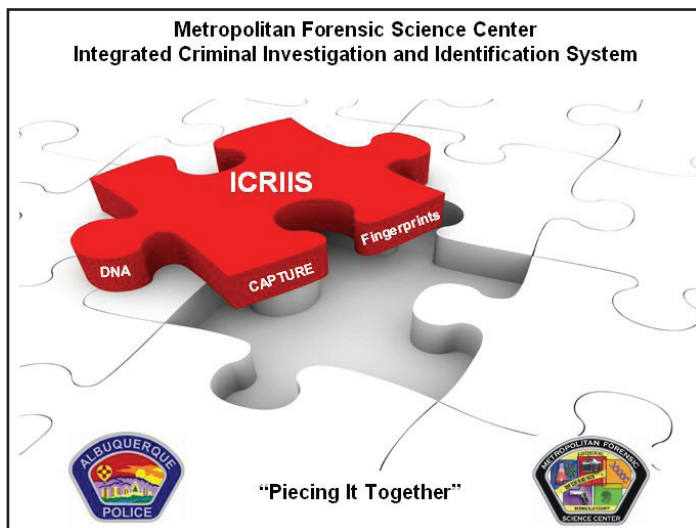 Metropolitan Forensic Science Center
Integrated Criminal Investigation and Identification System
ICRIIS
Fingerprints
DNA
CAPTURE
ALBUQUERQUE
POLICE
METROPOLITAN FORENSIC
SCIENCE CENTER
“Piecing It Together”